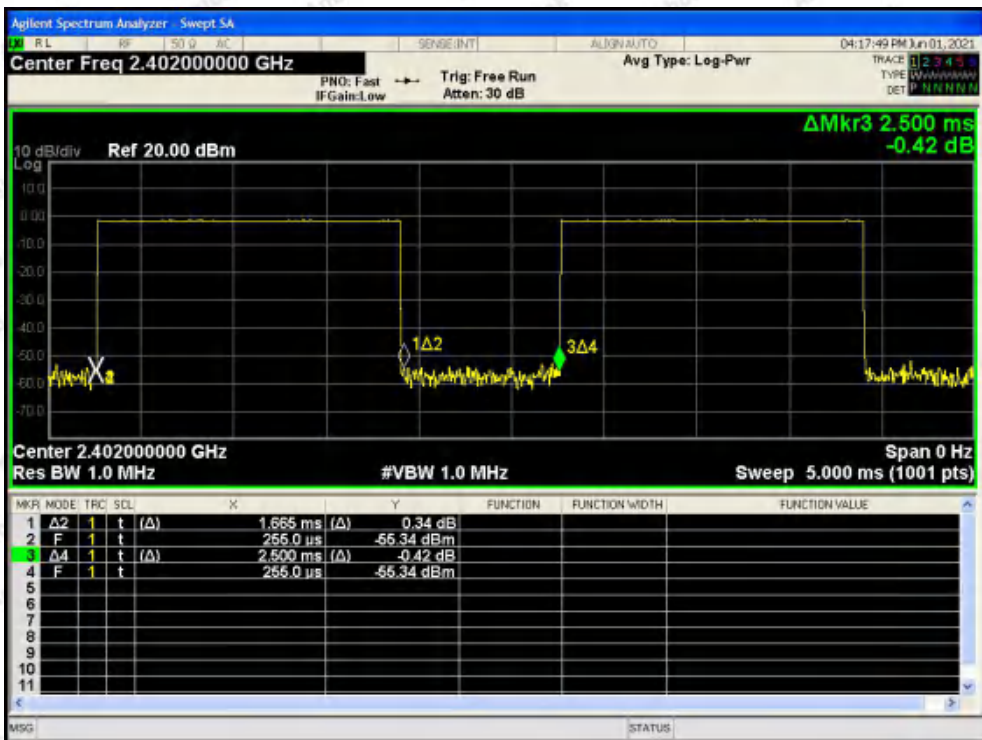 Agilent Spectrum Analyzer - Swept SA
RL RF 50 Ω AC SENSE:INT ALIGN AUTO 04:17:49 PM Jun 01, 2021
Center Freq 2.402000000 GHz
PNO: Fast Trig: Free Run Avg Type: Log-Pwr TRACE 1 2 3 4 5 6
IFGain:Low Atten: 30 dB TYPE
DET P N N N N N
ΔMkr3 2.500 ms
-0.42 dB
10 dB/div Ref 20.00 dBm
Log
10.0
0.00
-10.0
-20.0
-30.0
-40.0
-50.0
-60.0
-70.0
1Δ2
3Δ4
Center 2.402000000 GHz Span 0 Hz
Res BW 1.0 MHz #VBW 1.0 MHz Sweep 5.000 ms (1001 pts)
MKR MODE TRC SCL X Y FUNCTION FUNCTION WIDTH FUNCTION VALUE
1 Δ2 1 t (Δ) 1.665 ms (Δ) 0.34 dB
2 F 1 t 255.0 µs -55.34 dBm
3 Δ4 1 t (Δ) 2.500 ms (Δ) -0.42 dB
4 F 1 t 255.0 µs -55.34 dBm
5
6
7
8
9
10
11
MSG STATUS